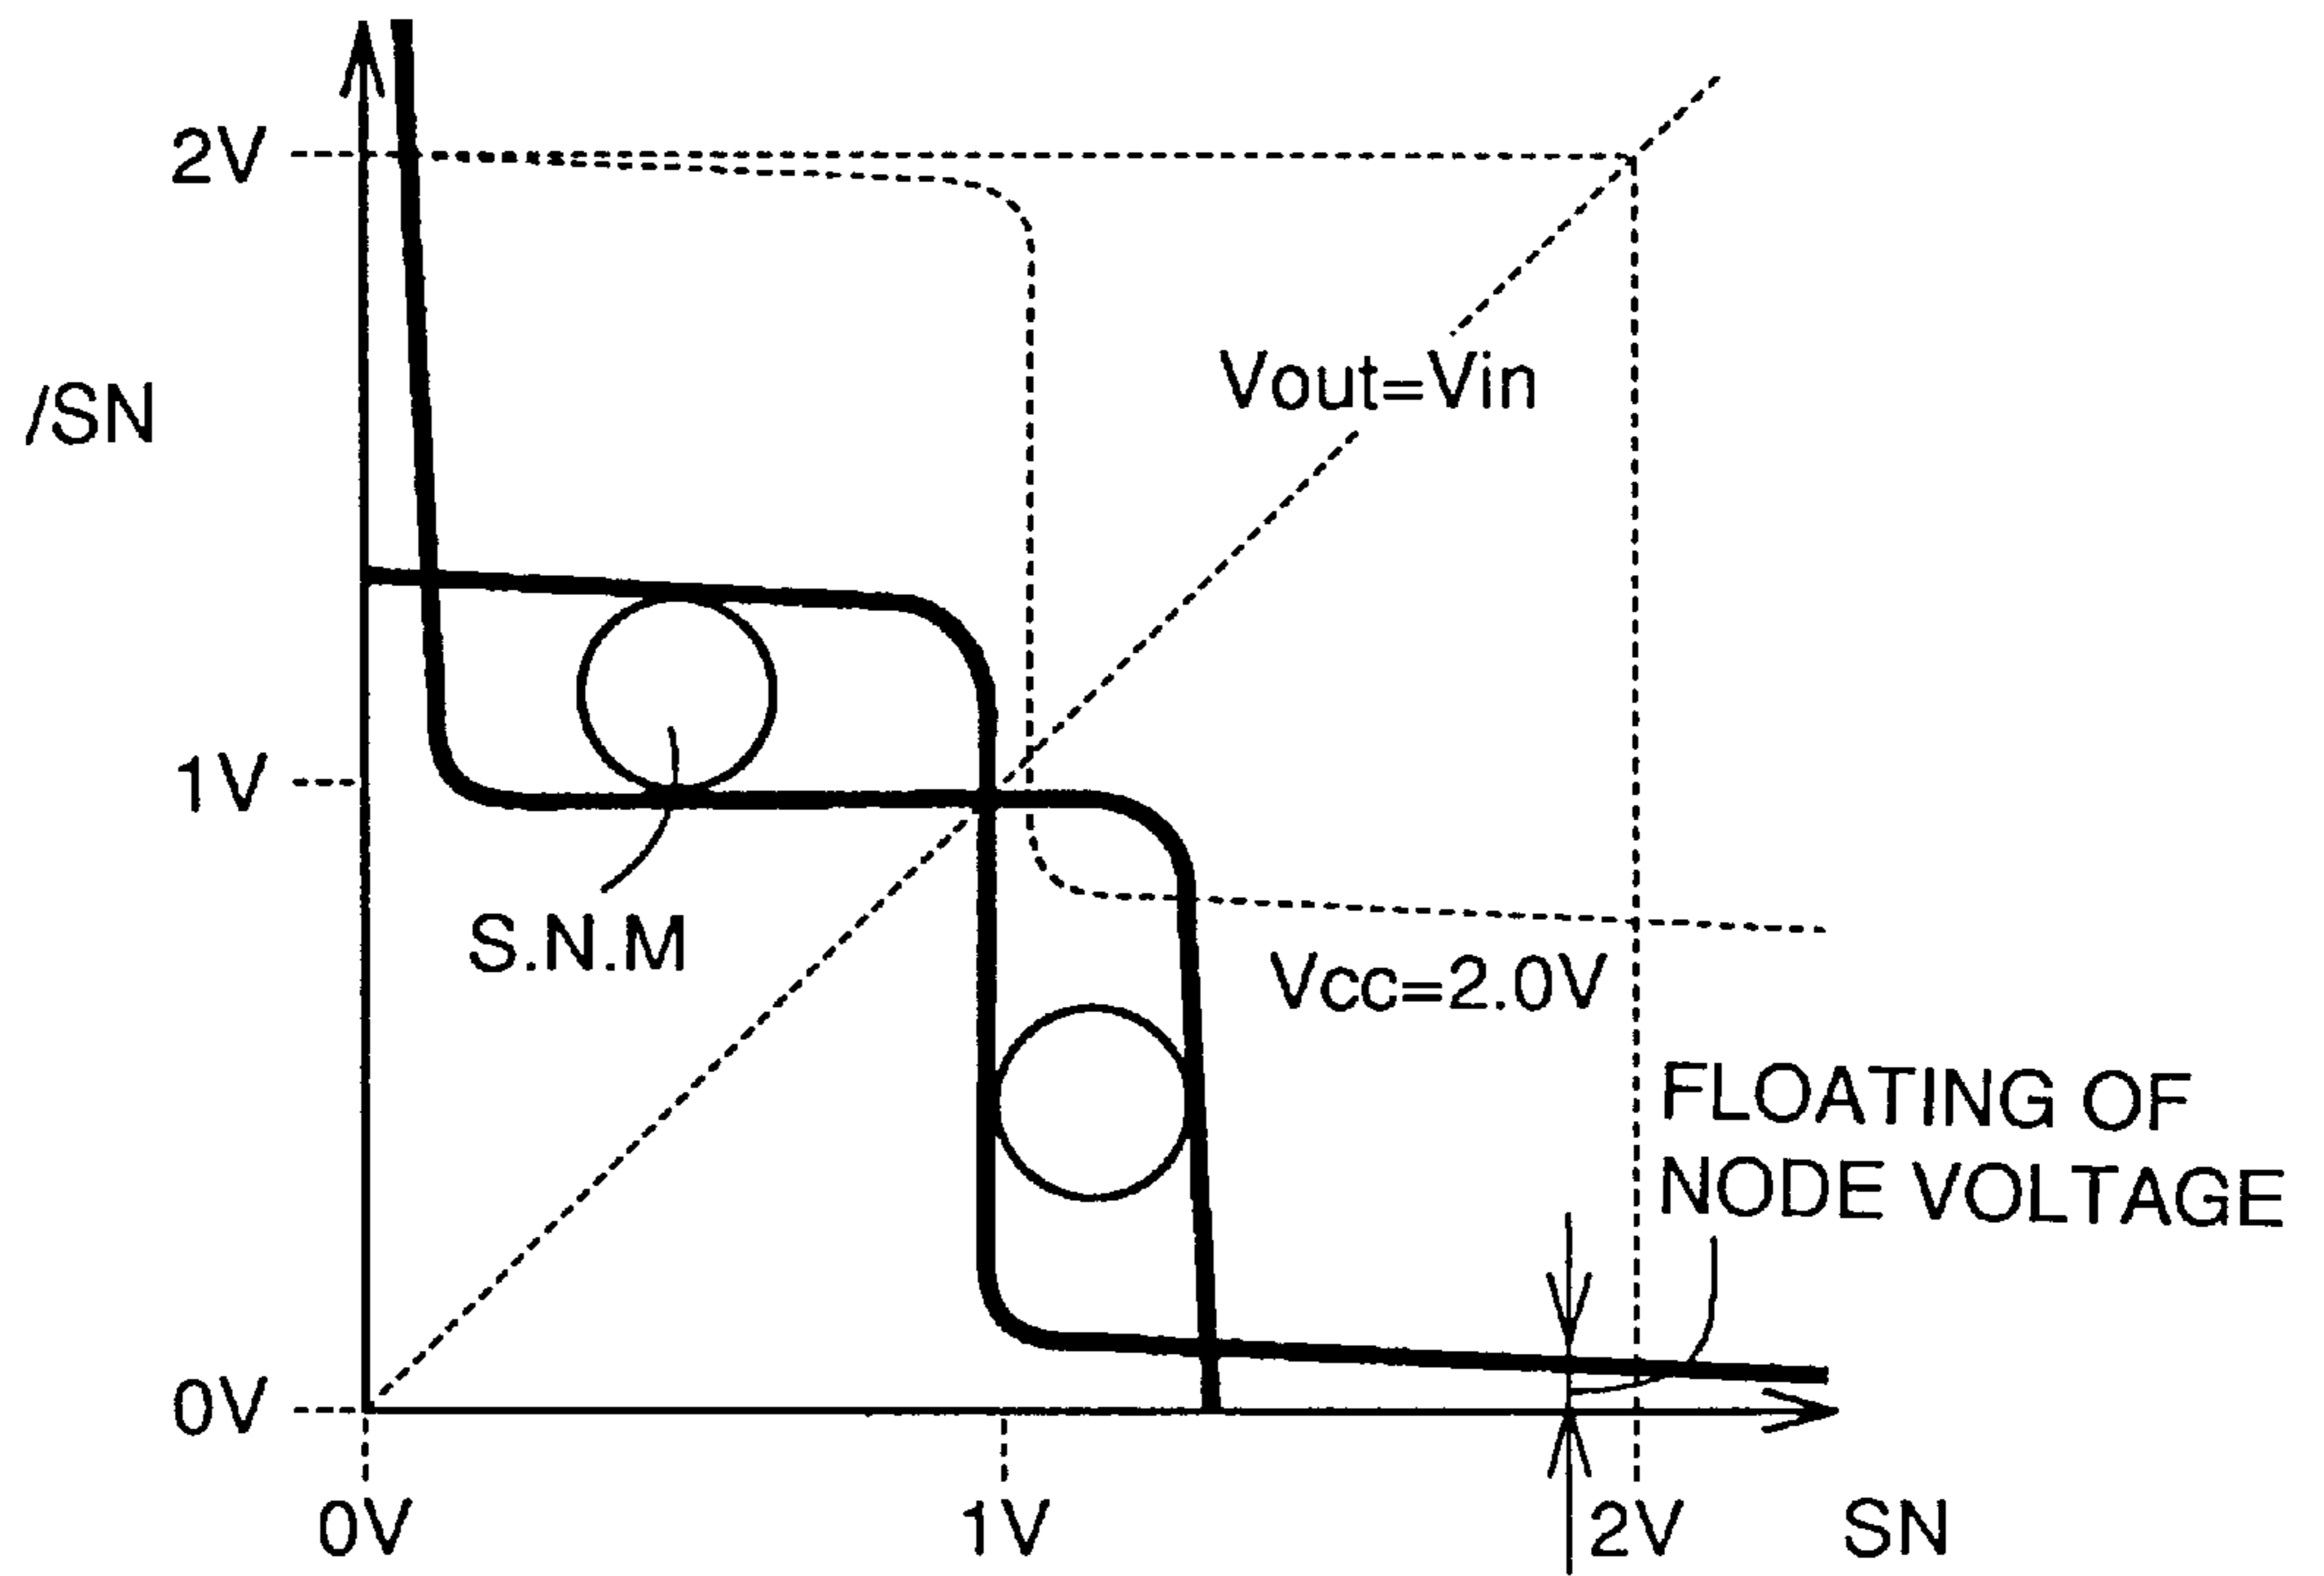 2V
/SN
Vout=Vin
1V
S.N.M
Vcc=2.0V
FLOATING OF
NODE VOLTAGE
0V
0V
1V
2V
SN